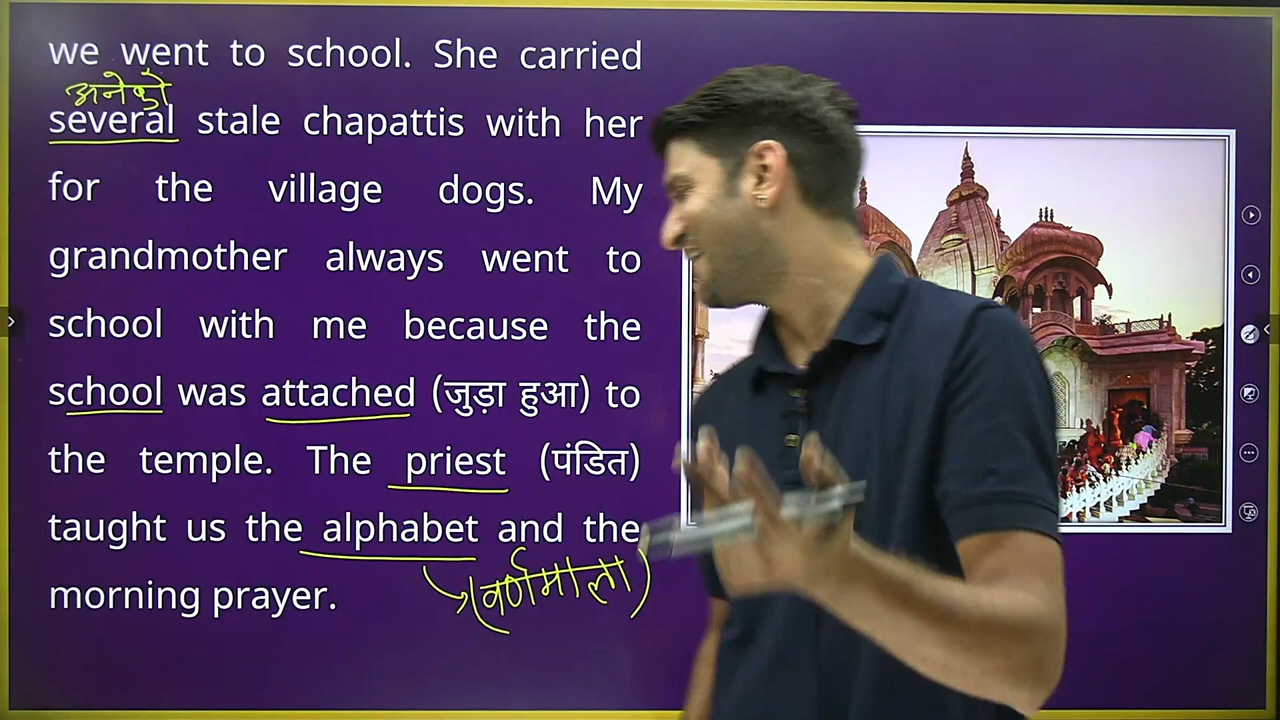 we went to school. She carried
अनेकों
several stale chapattis with her
for the village dogs. My
grandmother always went to
school with me because the
school was attached (जुड़ा हुआ) to
the temple. The priest (पंडित)
taught us the alphabet and the
(वर्णमाला)
morning prayer.